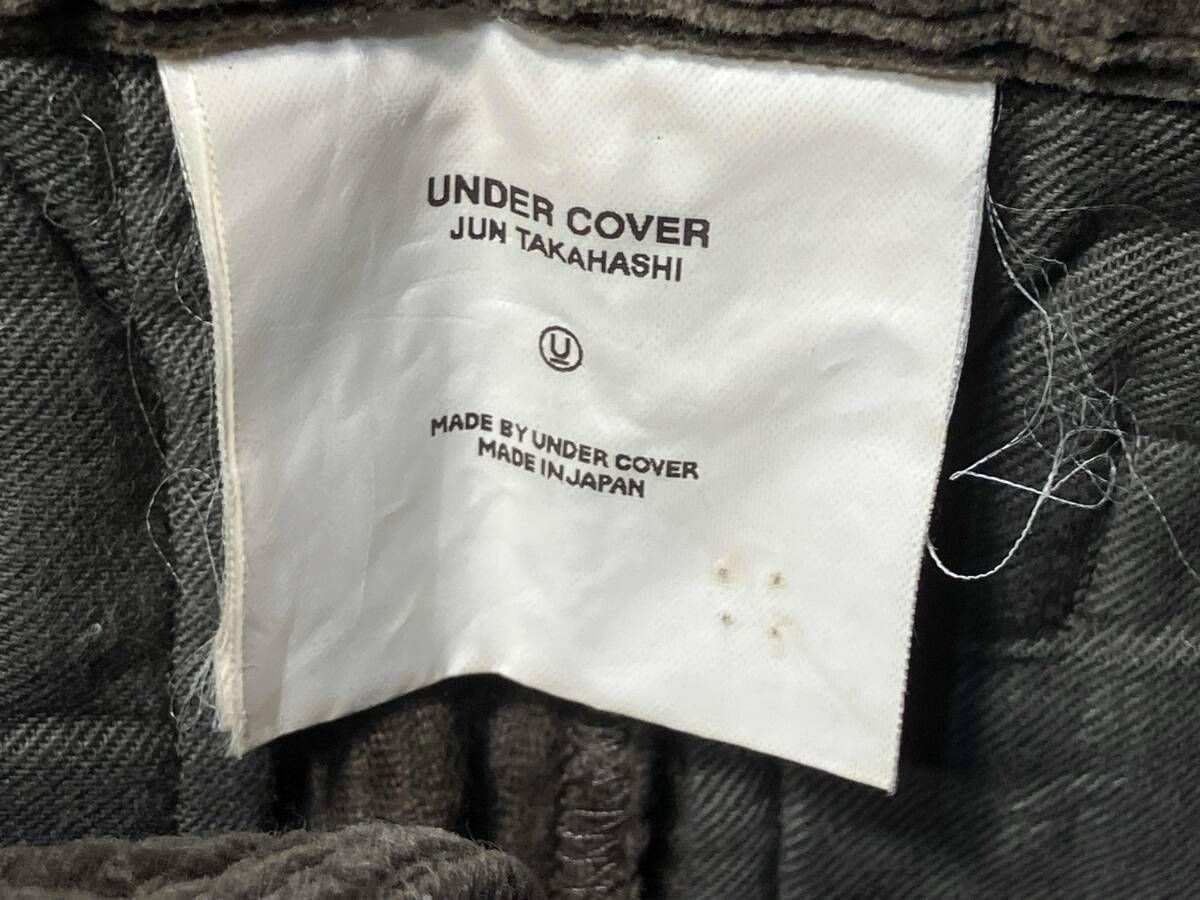 UNDER COVER
JUN TAKAHASHI
U
MADE BY UNDER COVER
MADE IN JAPAN